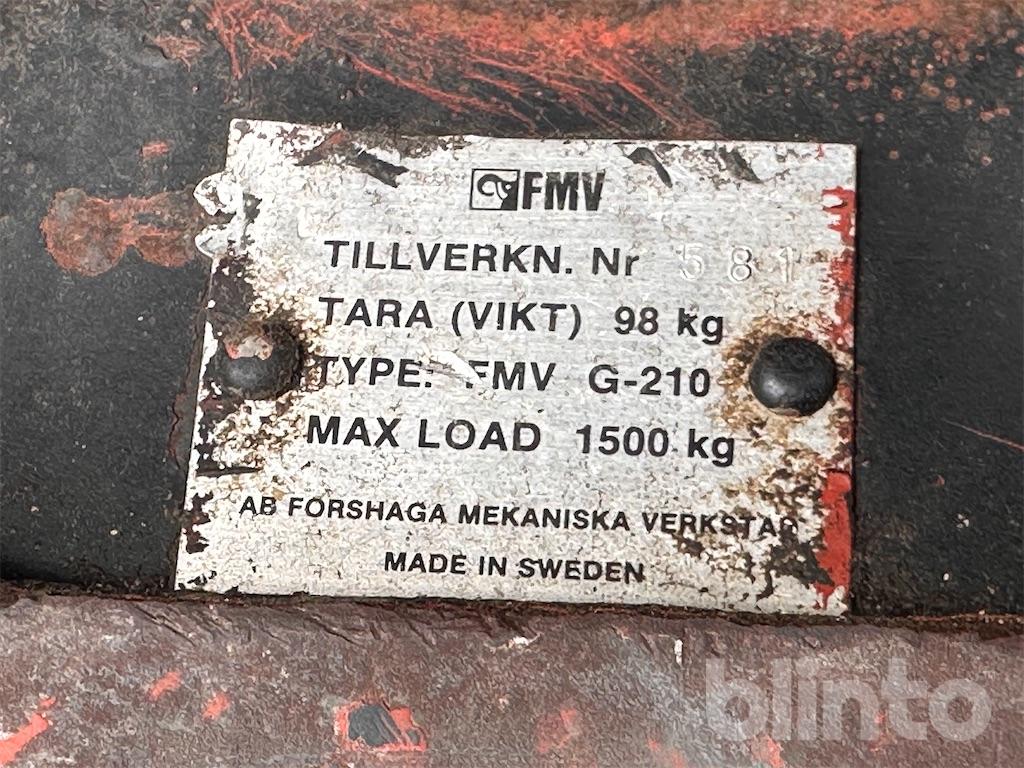 FMV
TILLVERKN. Nr 581
TARA (VIKT) 98 kg
TYPE: FMV G-210
MAX LOAD 1500 kg
AB FORSHAGA MEKANISKA VERKSTAD
MADE IN SWEDEN
blinto